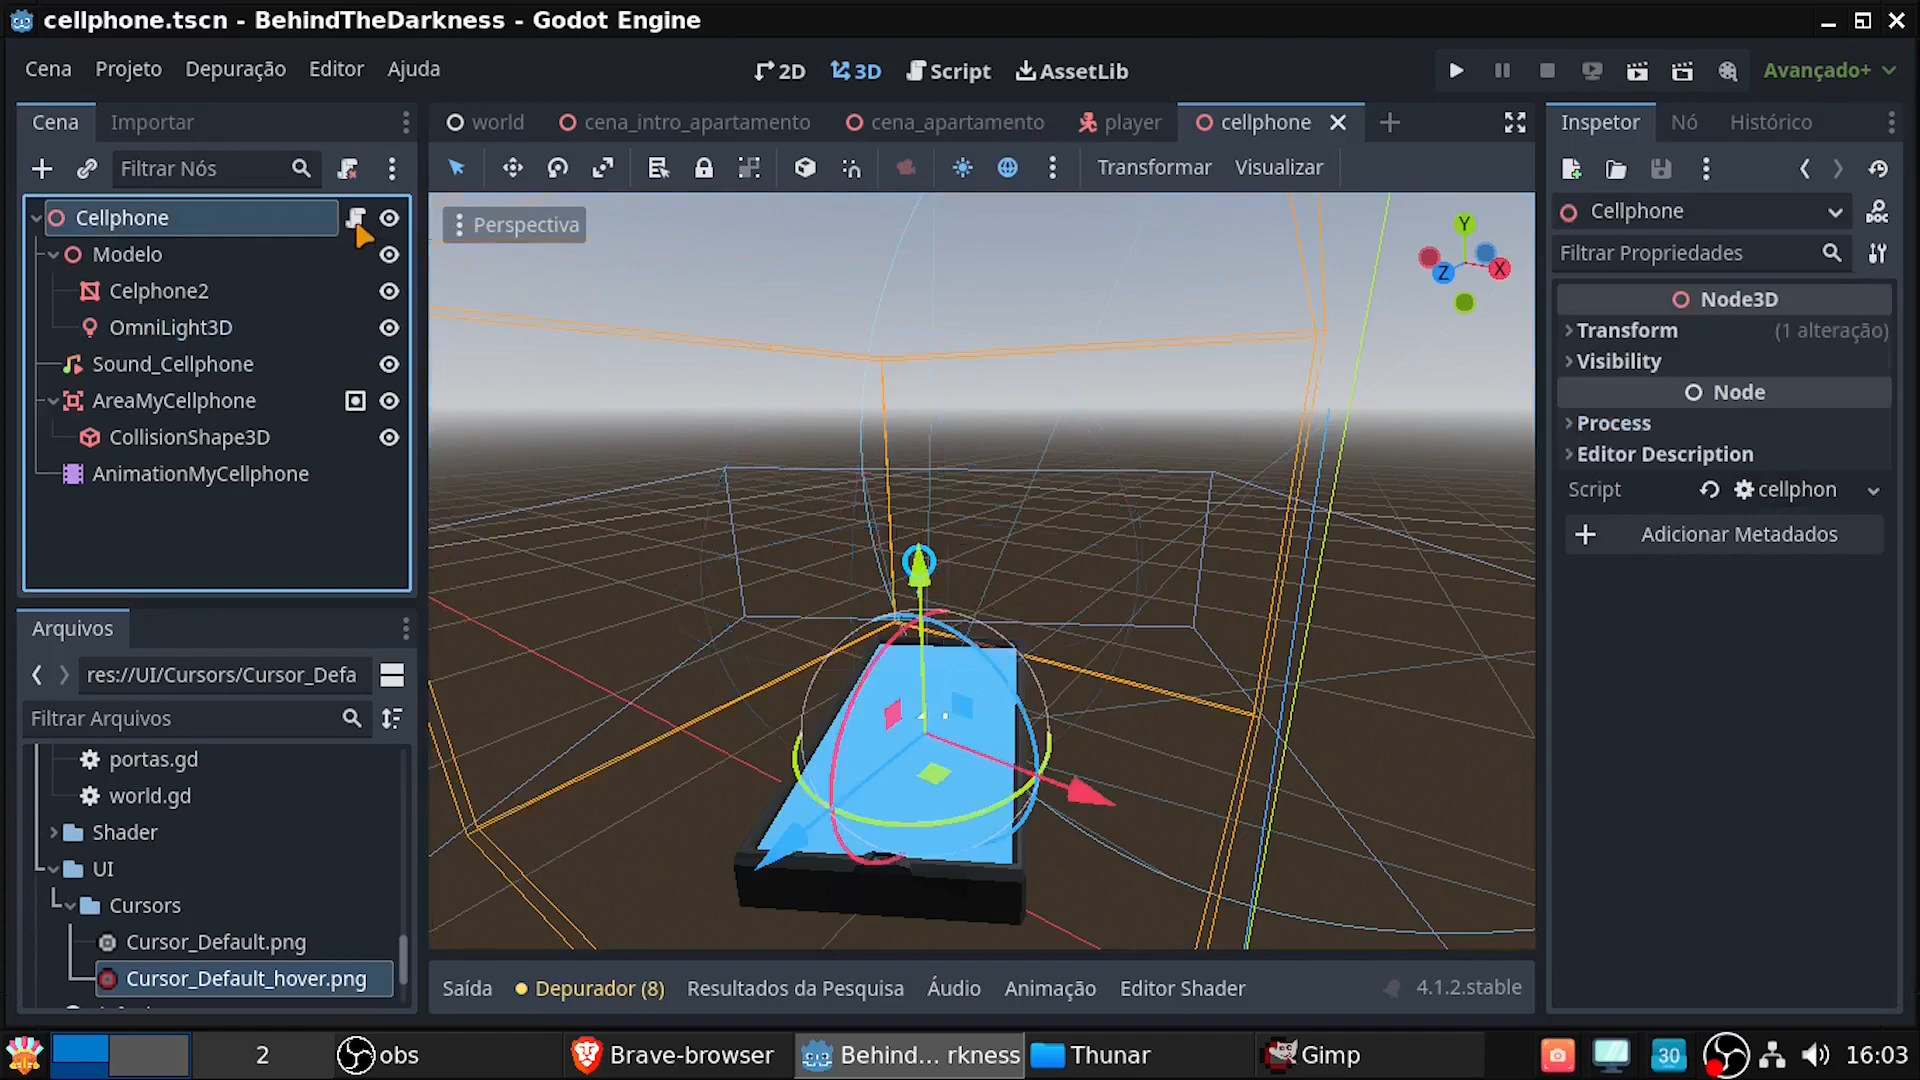 cellphone.tscn - BehindTheDarkness - Godot Engine
Cena Projeto Depuração Editor Ajuda
2D 3D Script AssetLib
Avançado+
Cena Importar
world cena_intro_apartamento cena_apartamento player cellphone
Inspetor Nó Histórico
Filtrar Nós
Transformar Visualizar
Cellphone
Modelo
Celphone2
OmniLight3D
Sound_Cellphone
AreaMyCellphone
CollisionShape3D
AnimationMyCellphone
Perspectiva
Y
Z
X
Cellphone
Filtrar Propriedades
Node3D
Transform (1 alteração)
Visibility
Node
Process
Editor Description
Script cellphon
Adicionar Metadados
Arquivos
res://UI/Cursors/Cursor_Defa
Filtrar Arquivos
portas.gd
world.gd
Shader
UI
Cursors
Cursor_Default.png
Cursor_Default_hover.png
Saída Depurador (8) Resultados da Pesquisa Áudio Animação Editor Shader
4.1.2.stable
2 obs Brave-browser Behind... rkness Thunar Gimp 30 16:03